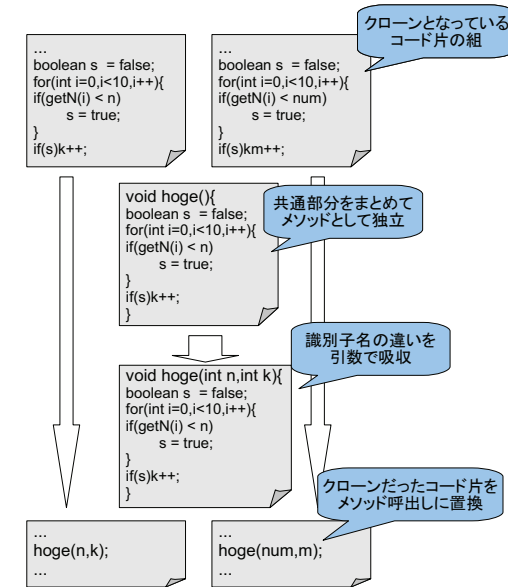 クローンとなっている
コード片の組
...
boolean s = false;
for(int i=0,i<10,i++){
if(getN(i) < n)
s = true;
}
if(s)k++;
...
boolean s = false;
for(int i=0,i<10,i++){
if(getN(i) < num)
s = true;
}
if(s)km++;
共通部分をまとめて
メソッドとして独立
void hoge(){
boolean s = false;
for(int i=0,i<10,i++){
if(getN(i) < n)
s = true;
}
if(s)k++;
}
識別子名の違いを
引数で吸収
void hoge(int n,int k){
boolean s = false;
for(int i=0,i<10,i++){
if(getN(i) < n)
s = true;
}
if(s)k++;
}
クローンだったコード片を
メソッド呼出しに置換
...
hoge(n,k);
...
...
hoge(num,m);
...